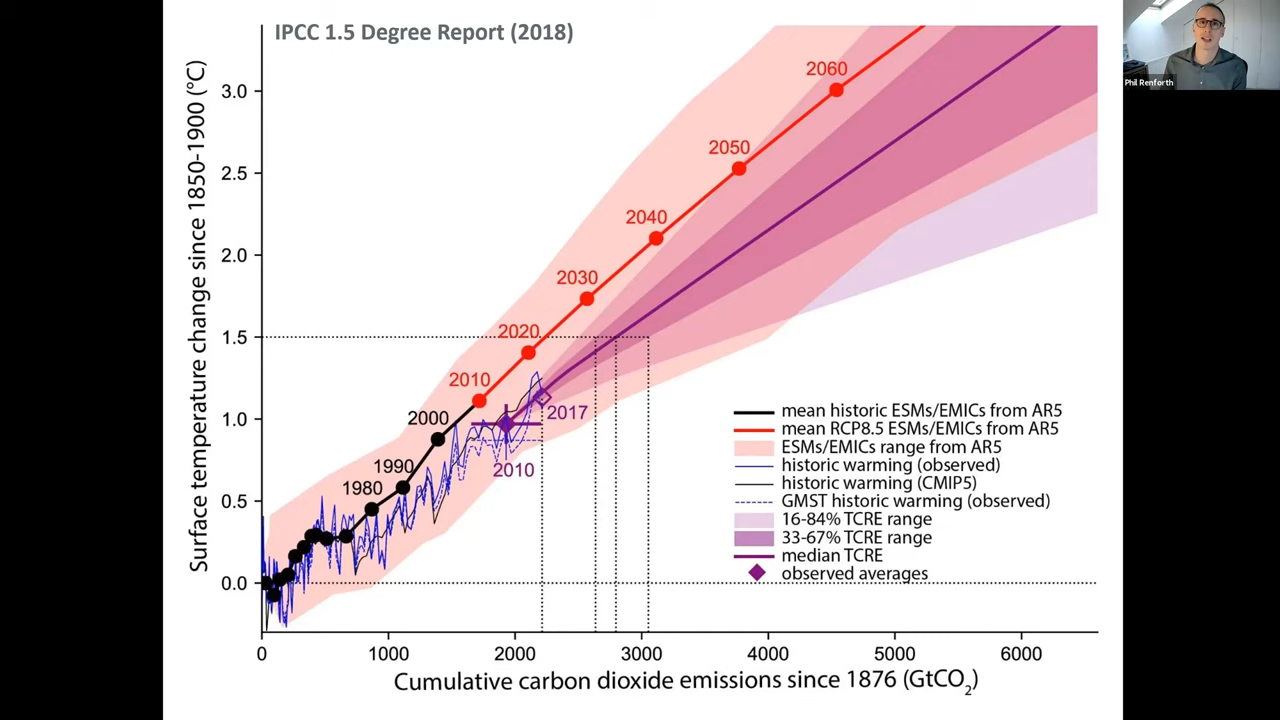 IPCC 1.5 Degree Report (2018)
Phil Renforth
Surface temperature change since 1850-1900 (°C)
3.0
2.5
2.0
1.5
1.0
0.5
0.0
2060
2050
2040
2030
2020
2010
2000
1990
1980
2017
2010
mean historic ESMs/EMICs from AR5
mean RCP8.5 ESMs/EMICs from AR5
ESMs/EMICs range from AR5
historic warming (observed)
historic warming (CMIP5)
GMST historic warming (observed)
16-84% TCRE range
33-67% TCRE range
median TCRE
observed averages
0 1000 2000 3000 4000 5000 6000
Cumulative carbon dioxide emissions since 1876 (GtCO₂)